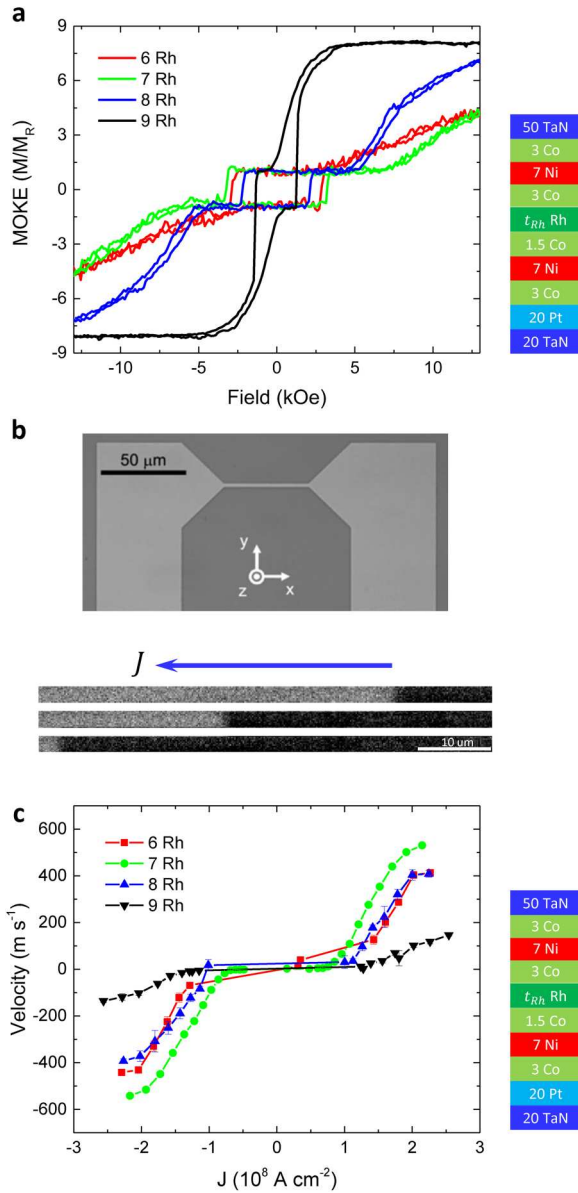 a
9
6
3
0
-3
-6
-9
MOKE (M/M_R)
6 Rh
7 Rh
8 Rh
9 Rh
-10
-5
0
5
10
Field (kOe)
50 TaN
3 Co
7 Ni
3 Co
t_Rh Rh
1.5 Co
7 Ni
3 Co
20 Pt
20 TaN
b
50 μm
y
z x
J
10 um
c
600
400
200
0
-200
-400
-600
Velocity (m s⁻¹)
6 Rh
7 Rh
8 Rh
9 Rh
-3
-2
-1
0
1
2
3
J (10⁸ A cm⁻²)
50 TaN
3 Co
7 Ni
3 Co
t_Rh Rh
1.5 Co
7 Ni
3 Co
20 Pt
20 TaN